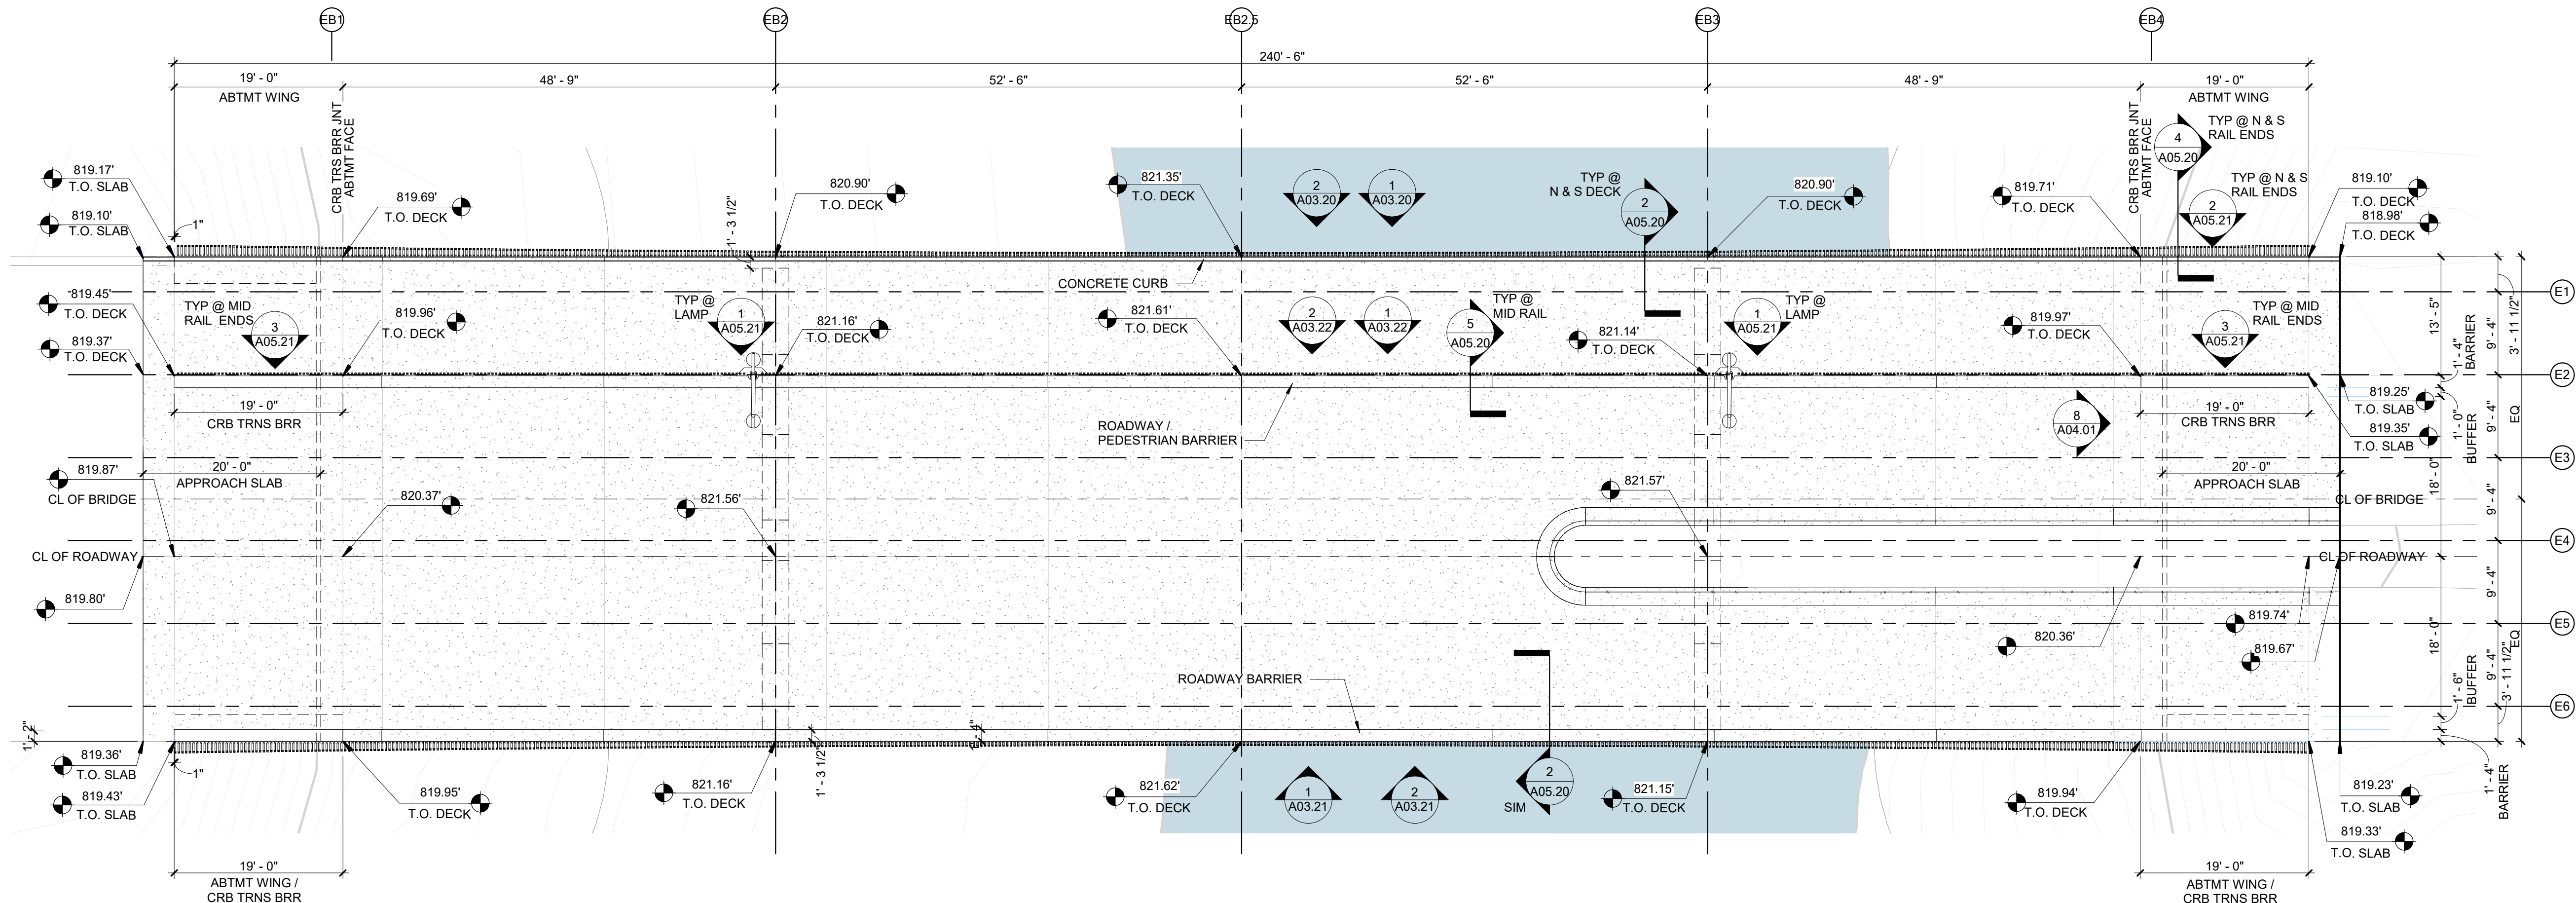 EB1
EB2
EB2.5
EB3
EB4
240' - 6"
19' - 0"
ABTMT WING
48' - 9"
52' - 6"
52' - 6"
48' - 9"
19' - 0"
ABTMT WING
CRB TRNS BRR JNT
ABTMT FACE
CRB TRNS BRR JNT
ABTMT FACE
4
A05.20
TYP @ N & S
RAIL ENDS
819.17'
T.O. SLAB
819.10'
T.O. SLAB
1"
819.69'
T.O. DECK
820.90'
T.O. DECK
1' - 3 1/2"
821.35'
T.O. DECK
2
A03.20
1
A03.20
TYP @
N & S DECK
2
A05.20
820.90'
T.O. DECK
819.71'
T.O. DECK
TYP @ N & S
RAIL ENDS
2
A05.21
819.10'
T.O. DECK
818.98'
T.O. DECK
CONCRETE CURB
E1
819.45'
T.O. DECK
819.37'
T.O. DECK
TYP @ MID
RAIL ENDS
3
A05.21
819.96'
T.O. DECK
TYP @
LAMP
1
A05.21
821.16'
T.O. DECK
821.61'
T.O. DECK
2
A03.22
1
A03.22
5
A05.20
TYP @
MID RAIL
821.14'
T.O. DECK
1
A05.21
TYP @
LAMP
819.97'
T.O. DECK
3
A05.21
TYP @ MID
RAIL ENDS
13' - 5"
9' - 4"
3' - 11 1/2"
1' - 4"
BARRIER
E2
19' - 0"
CRB TRNS BRR
ROADWAY /
PEDESTRIAN BARRIER
8
A04.01
19' - 0"
CRB TRNS BRR
819.25'
T.O. SLAB
819.35'
T.O. SLAB
1' - 0"
BUFFER
9' - 4"
EQ
E3
819.87'
20' - 0"
APPROACH SLAB
CL OF BRIDGE
820.37'
821.56'
821.57'
20' - 0"
APPROACH SLAB
CL OF BRIDGE
18' - 0"
9' - 4"
E4
CL OF ROADWAY
CL OF ROADWAY
819.80'
820.36'
819.74'
819.67'
9' - 4"
E5
18' - 0"
9' - 4"
EQ
1' - 6"
BUFFER
3' - 11 1/2"
E6
ROADWAY BARRIER
1' - 2"
1' - 3 1/2"
819.36'
T.O. SLAB
819.43'
T.O. SLAB
1"
819.95'
T.O. DECK
821.16'
T.O. DECK
821.62'
T.O. DECK
1
A03.21
2
A03.21
SIM
2
A05.20
821.15'
T.O. DECK
819.94'
T.O. DECK
819.23'
T.O. SLAB
819.33'
T.O. SLAB
1' - 4"
BARRIER
19' - 0"
ABTMT WING /
CRB TRNS BRR
19' - 0"
ABTMT WING /
CRB TRNS BRR